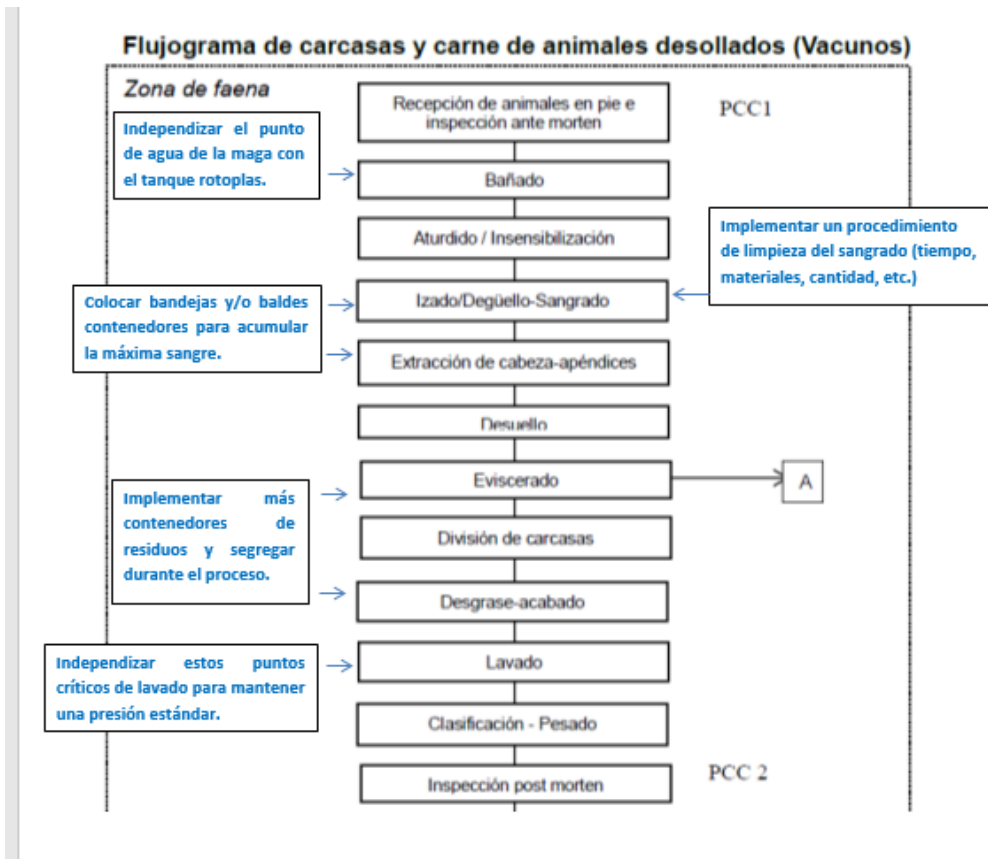 Flujograma de carcasas y carne de animales desollados (Vacunos)
Zona de faena
Recepción de animales en pie e
inspección ante morten
PCC1
Independizar el punto
de agua de la maga con
el tanque rotoplas.
Bañado
Aturdido / Insensibilización
Implementar un procedimiento
de limpieza del sangrado (tiempo,
materiales, cantidad, etc.)
Izado/Degüello-Sangrado
Colocar bandejas y/o baldes
contenedores para acumular
la máxima sangre.
Extracción de cabeza-apéndices
Desuello
Eviscerado
A
Implementar más
contenedores de
residuos y segregar
durante el proceso.
División de carcasas
Desgrase-acabado
Independizar estos puntos
críticos de lavado para mantener
una presión estándar.
Lavado
Clasificación - Pesado
Inspección post morten
PCC 2